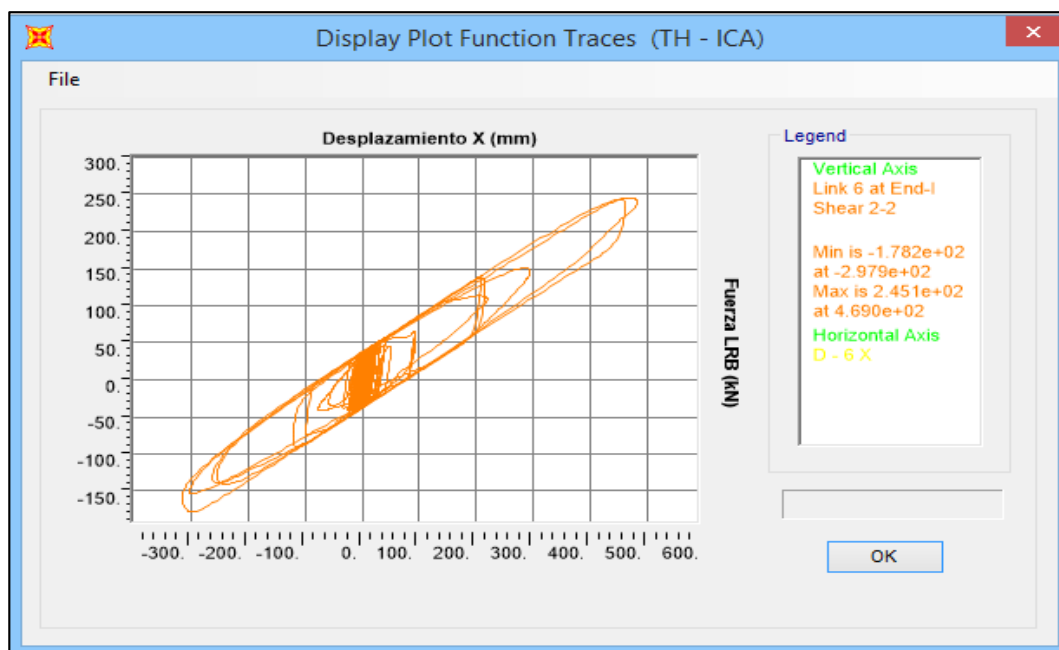 Display Plot Function Traces (TH - ICA)
File
Desplazamiento X (mm)
300.
250.
200.
150.
100.
50.
0.
-50.
-100.
-150.
-300. -200. -100. 0. 100. 200. 300. 400. 500. 600.
Fuerza LRB (kN)
Legend
Vertical Axis
Link 6 at End-I
Shear 2-2
Min is -1.782e+02
at -2.979e+02
Max is 2.451e+02
at 4.690e+02
Horizontal Axis
D - 6 X
OK